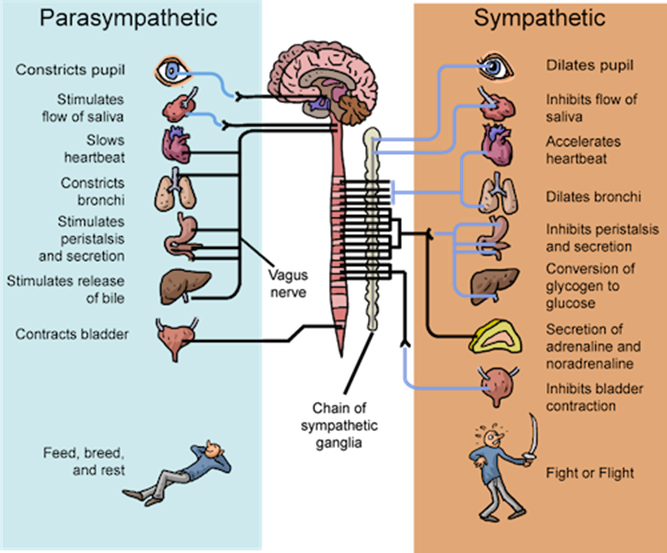 Parasympathetic
Constricts pupil
Stimulates
flow of saliva
Slows
heartbeat
Constricts
bronchi
Stimulates
peristalsis
and secretion
Stimulates release
of bile
Contracts bladder
Feed, breed,
and rest
Vagus
nerve
Chain of
sympathetic
ganglia
Sympathetic
Dilates pupil
Inhibits flow of
saliva
Accelerates
heartbeat
Dilates bronchi
Inhibits peristalsis
and secretion
Conversion of
glycogen to
glucose
Secretion of
adrenaline and
noradrenaline
Inhibits bladder
contraction
Fight or Flight